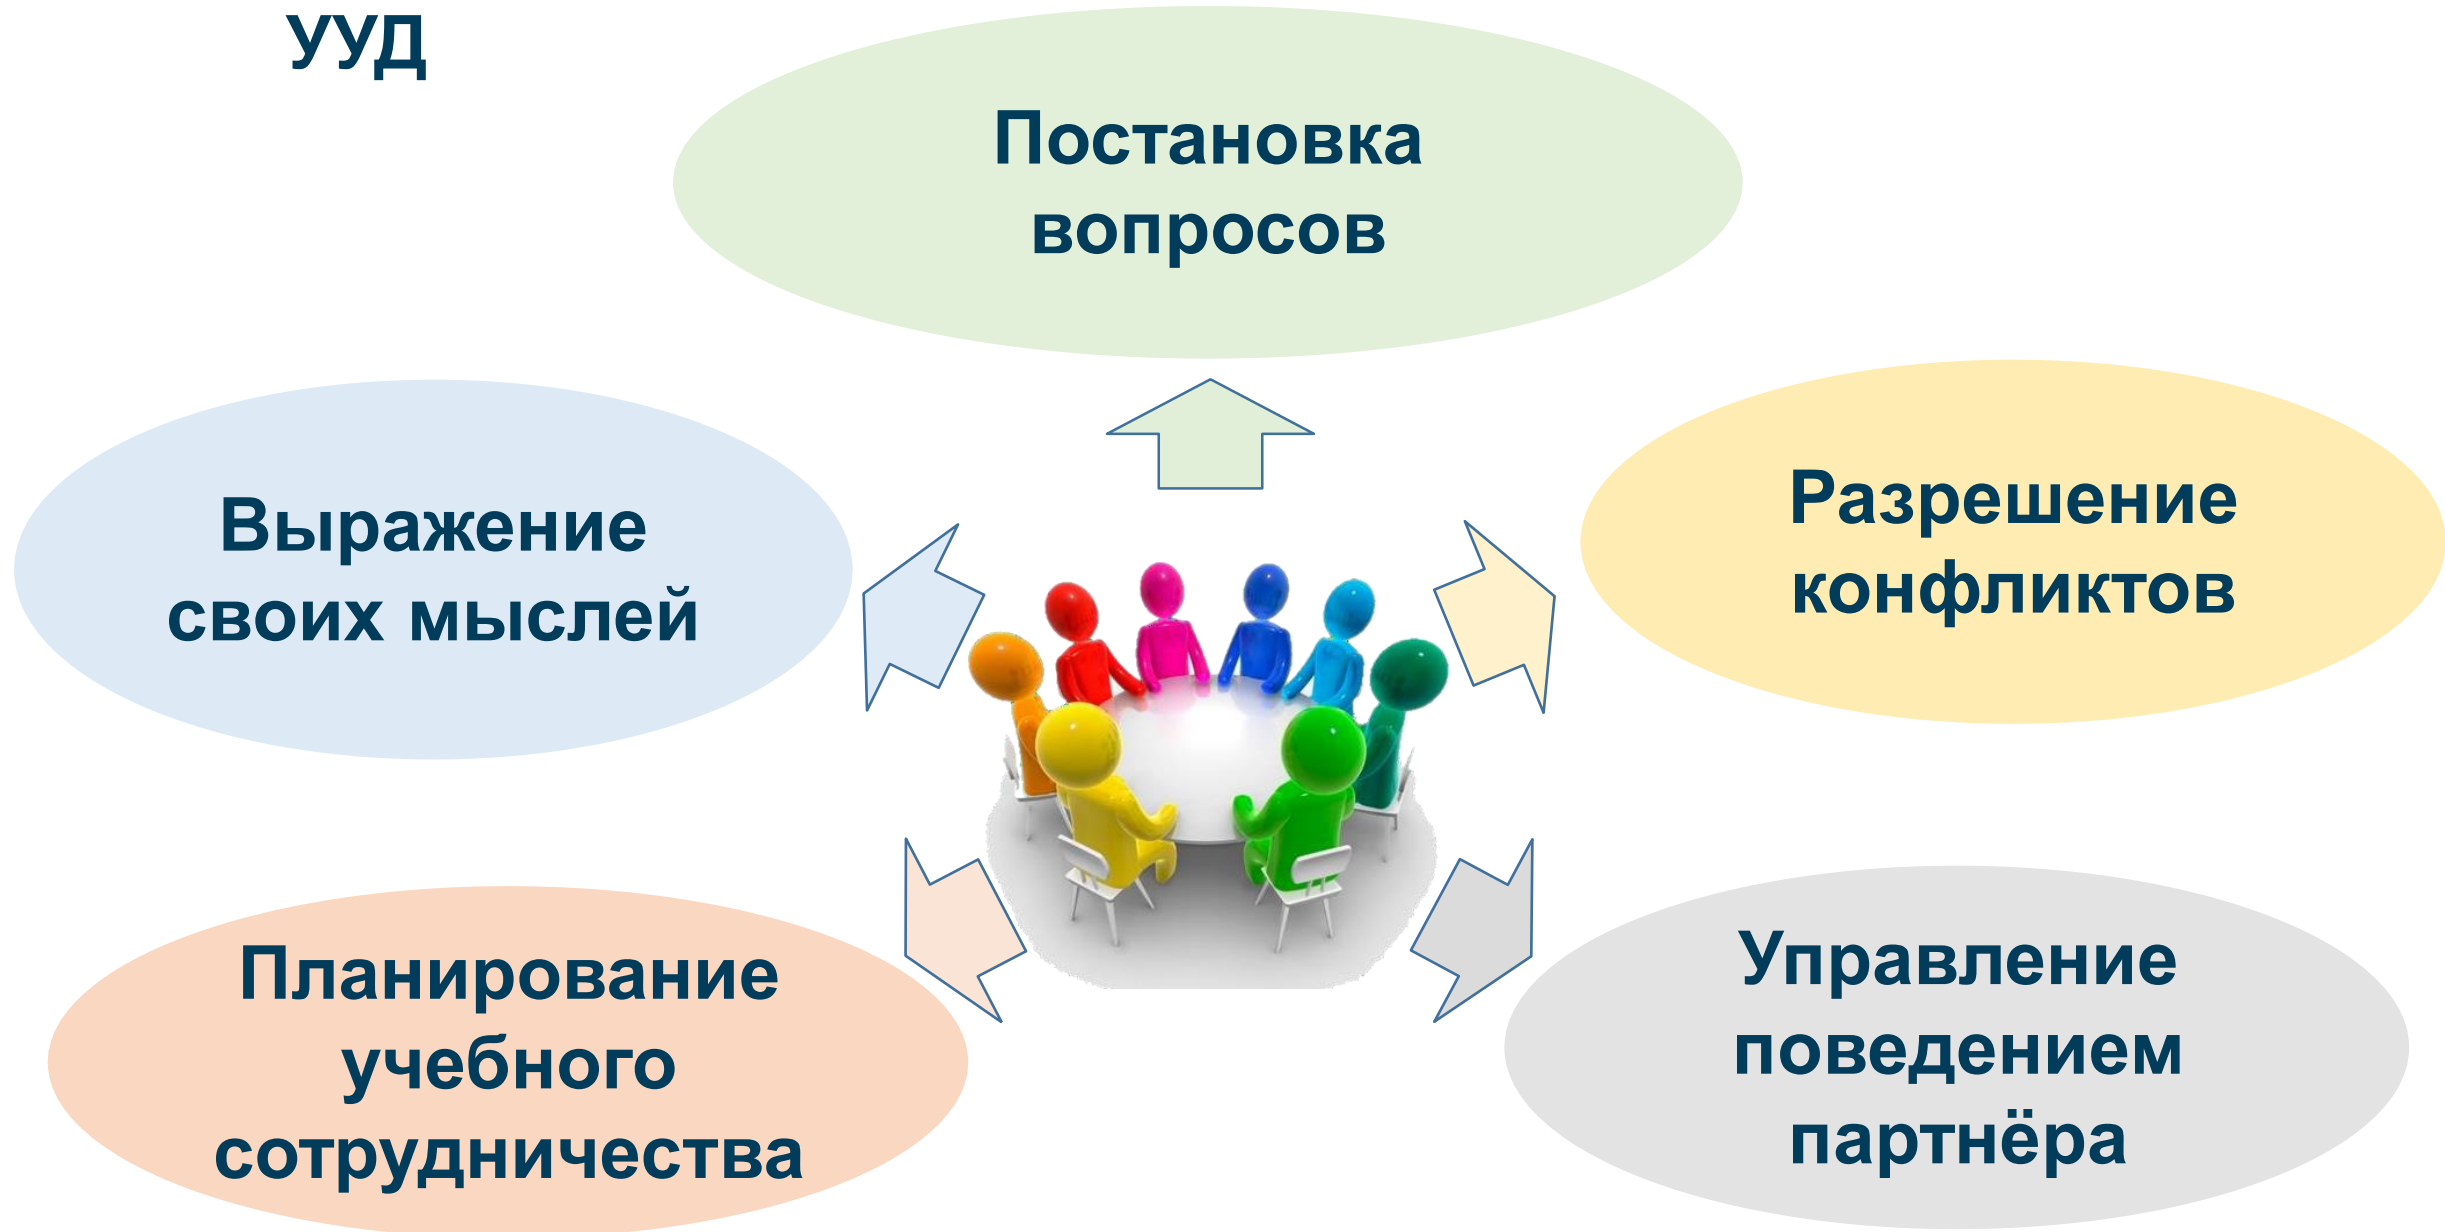 УУД
Постановка
вопросов
Выражение
своих мыслей
Разрешение
конфликтов
Планирование
учебного
сотрудничества
Управление
поведением
партнёра